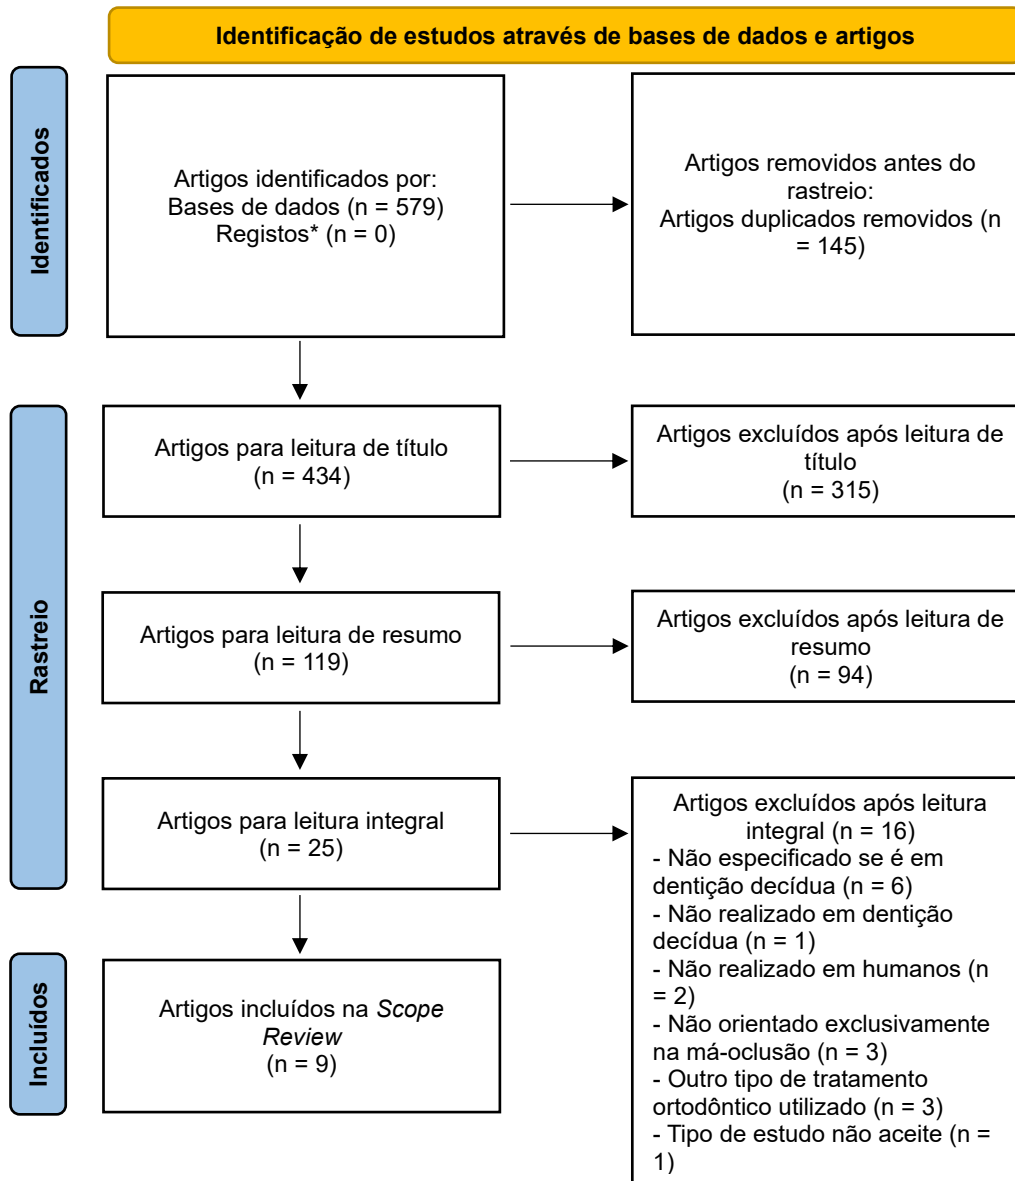 Identificação de estudos através de bases de dados e artigos
Identificados
Artigos identificados por:
Bases de dados (n = 579)
Registos* (n = 0)
Artigos removidos antes do
rastreio:
Artigos duplicados removidos (n
= 145)
Rastreio
Artigos para leitura de título
(n = 434)
Artigos excluídos após leitura de
título
(n = 315)
Artigos para leitura de resumo
(n = 119)
Artigos excluídos após leitura de
resumo
(n = 94)
Artigos para leitura integral
(n = 25)
Artigos excluídos após leitura
integral (n = 16)
- Não especificado se é em
dentição decídua (n = 6)
- Não realizado em dentição
decídua (n = 1)
- Não realizado em humanos (n
= 2)
- Não orientado exclusivamente
na má-oclusão (n = 3)
- Outro tipo de tratamento
ortodôntico utilizado (n = 3)
- Tipo de estudo não aceite (n =
1)
Incluídos
Artigos incluídos na Scope
Review
(n = 9)